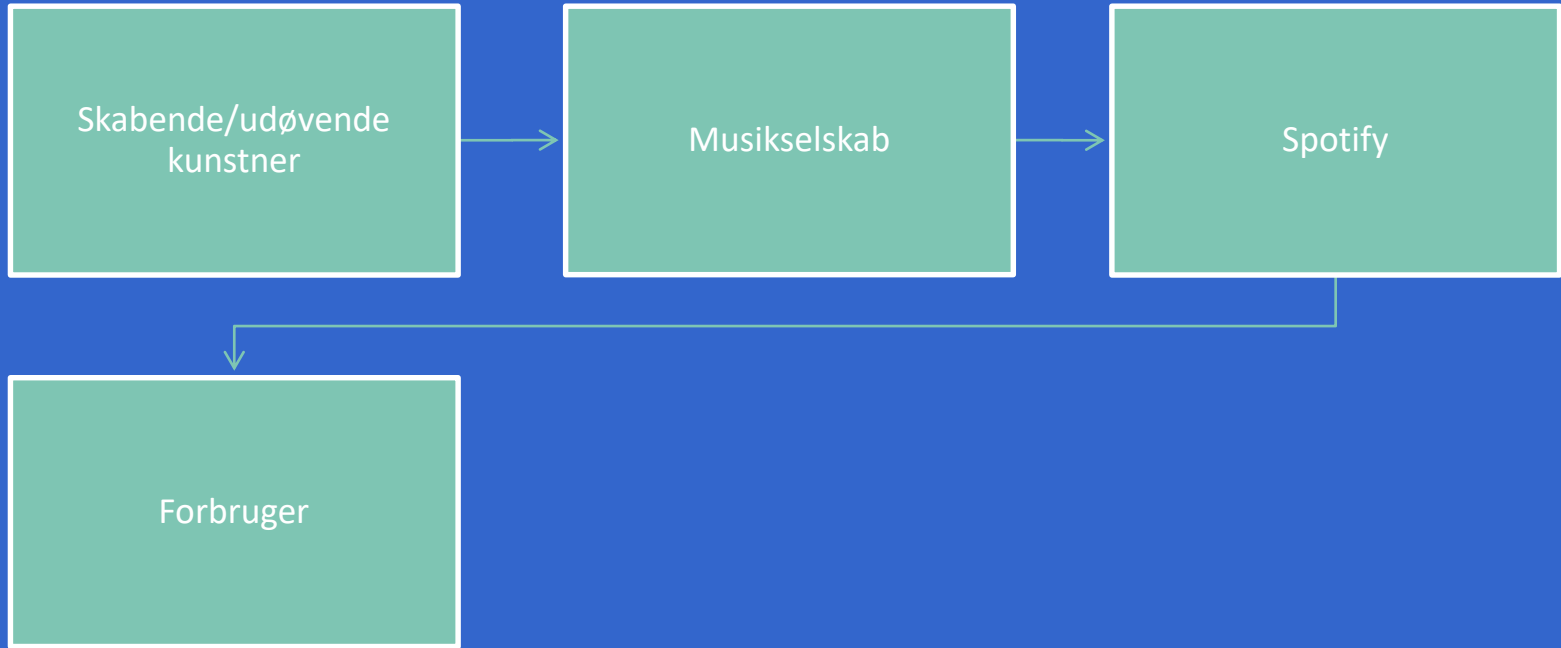 Skabende/udøvende
kunstner
Musikselskab
Spotify
Forbruger